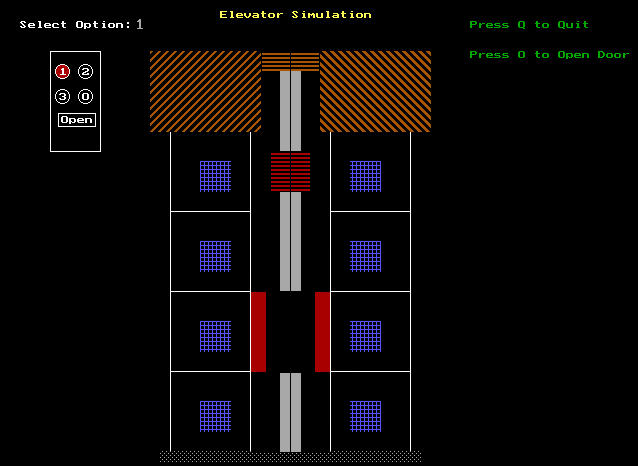 Elevator Simulation
Select Option: 1
Press Q to Quit
Press O to Open Door
1 2
3 0
Open